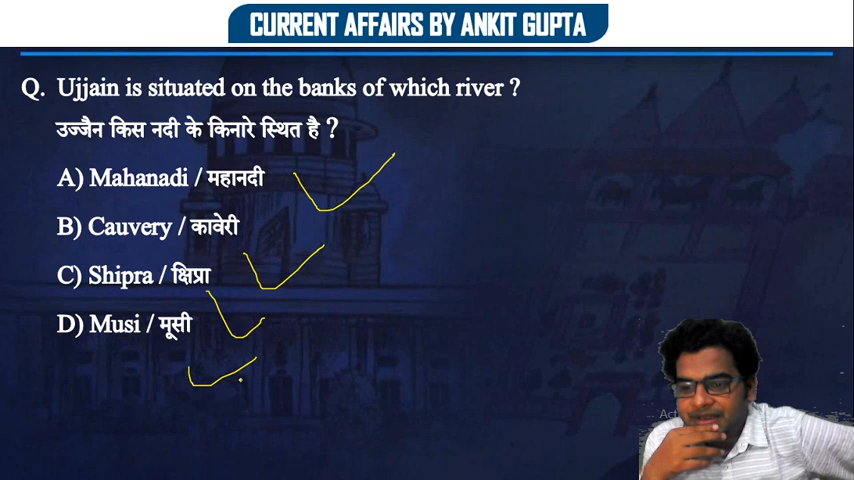 CURRENT AFFAIRS BY ANKIT GUPTA
Q. Ujjain is situated on the banks of which river ?
उज्जैन किस नदी के किनारे स्थित है ?
A) Mahanadi / महानदी
B) Cauvery / कावेरी
C) Shipra / क्षिप्रा
D) Musi / मूसी